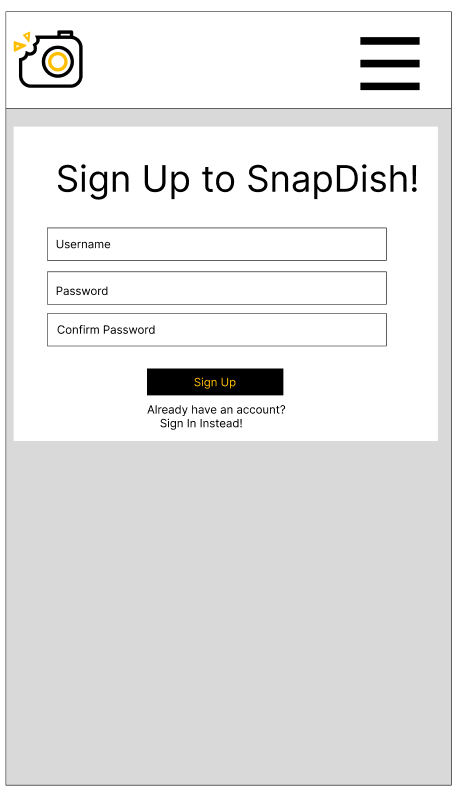 Sign Up to SnapDish!
Username
Password
Confirm Password
Sign Up
Already have an account?
Sign In Instead!